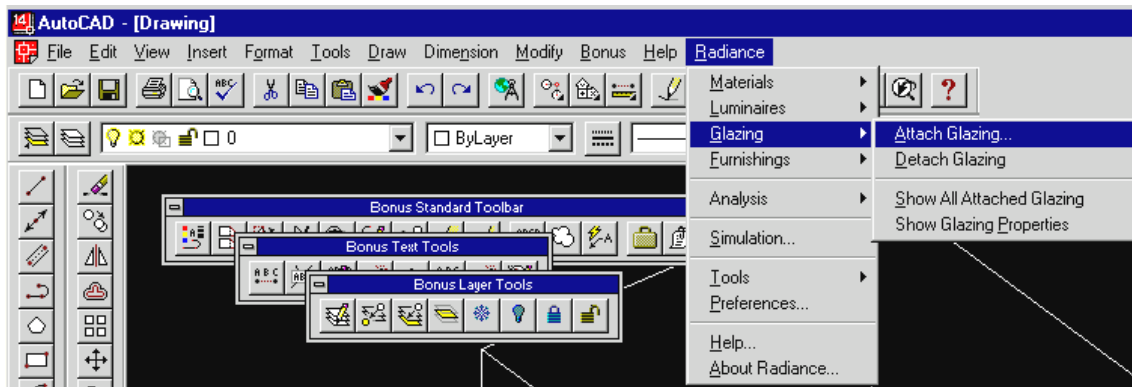 AutoCAD - [Drawing]
File Edit View Insert Format Tools Draw Dimension Modify Bonus Help Radiance
Materials
Luminaires
Glazing
Furnishings
Analysis
Simulation...
Tools
Preferences...
Help...
About Radiance...
Attach Glazing...
Detach Glazing
Show All Attached Glazing
Show Glazing Properties
0 ByLayer
Bonus Standard Toolbar
Bonus Text Tools
Bonus Layer Tools